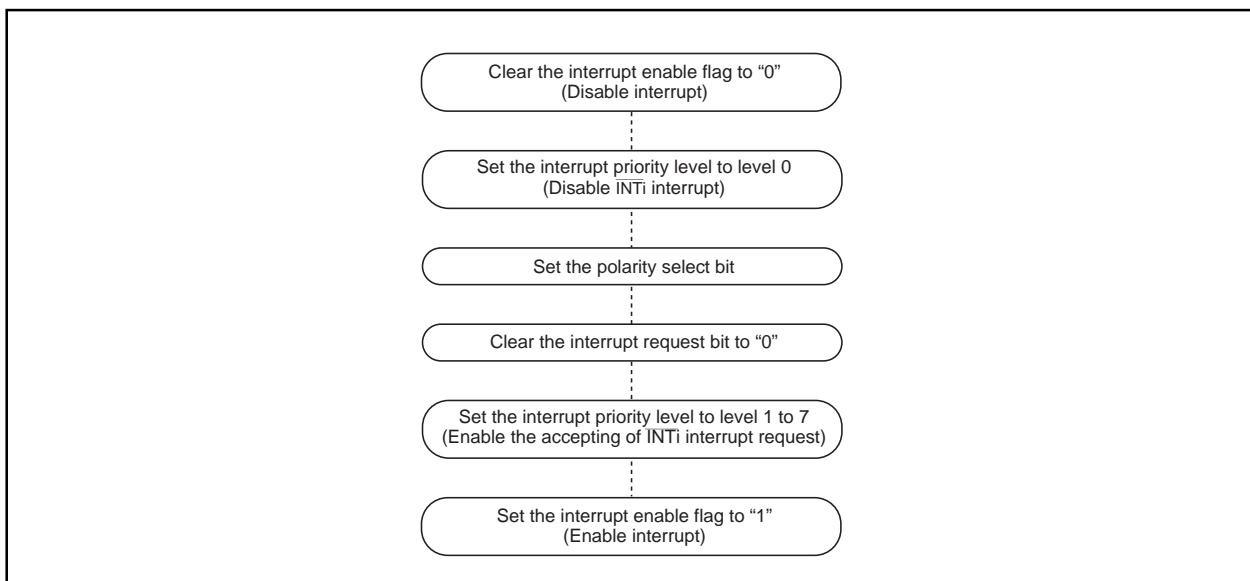 Clear the interrupt enable flag to “0”
(Disable interrupt)
Set the interrupt priority level to level 0
(Disable INTi interrupt)
Set the polarity select bit
Clear the interrupt request bit to “0”
Set the interrupt priority level to level 1 to 7
(Enable the accepting of INTi interrupt request)
Set the interrupt enable flag to “1”
(Enable interrupt)